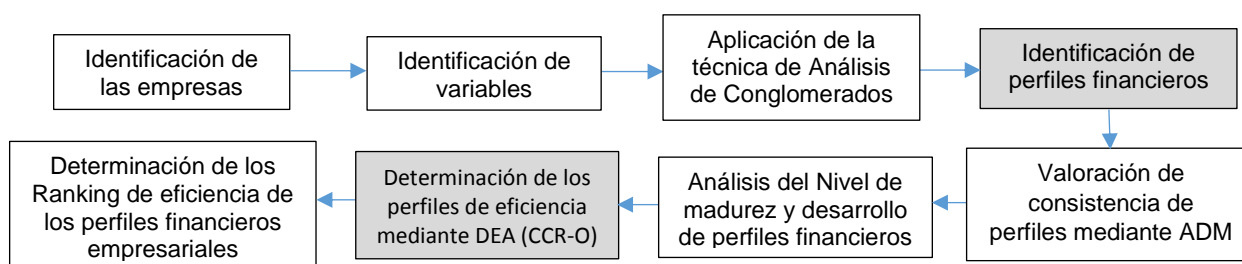 Identificación de
las empresas
Identificación de
variables
Aplicación de la
técnica de Análisis
de Conglomerados
Identificación de
perfiles financieros
Valoración de
consistencia de
perfiles mediante ADM
Análisis del Nivel de
madurez y desarrollo
de perfiles financieros
Determinación de los
perfiles de eficiencia
mediante DEA (CCR-O)
Determinación de los
Ranking de eficiencia de
los perfiles financieros
empresariales